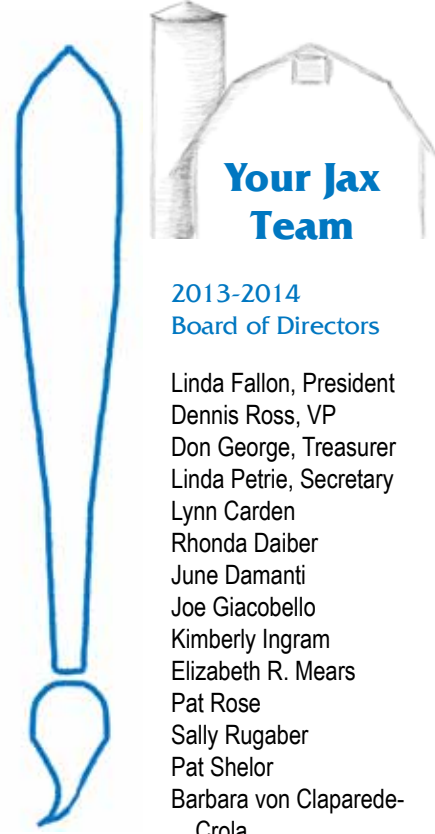 Your Jax
Team
2013-2014
Board of Directors
Linda Fallon, President
Dennis Ross, VP
Don George, Treasurer
Linda Petrie, Secretary
Lynn Carden
Rhonda Daiber
June Damanti
Joe Giacobello
Kimberly Ingram
Elizabeth R. Mears
Pat Rose
Sally Rugaber
Pat Shelor
Barbara von Claparede-
Crola